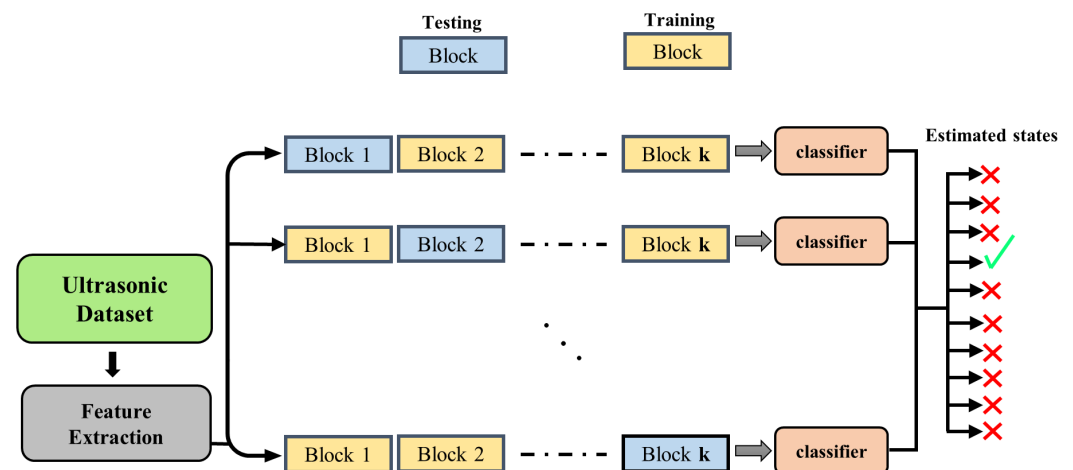 Testing
Training
Block
Block
Block 1
Block 2
Block k
classifier
Estimated states
Block 1
Block 2
Block k
classifier
Ultrasonic
Dataset
Feature
Extraction
Block 1
Block 2
Block k
classifier